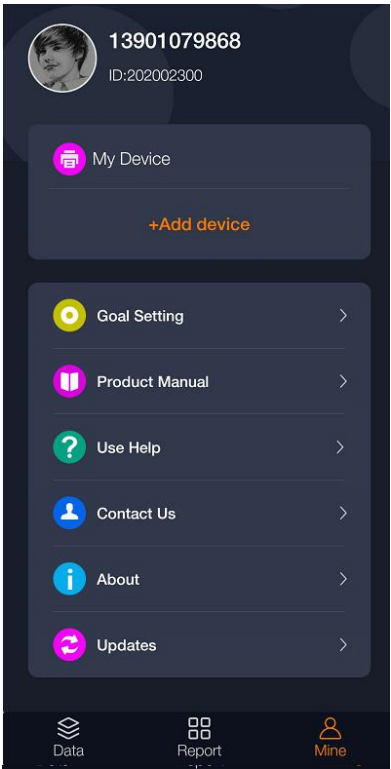 13901079868
ID:202002300
My Device
+Add device
Goal Setting
Product Manual
Use Help
Contact Us
About
Updates
Data
Report
Mine